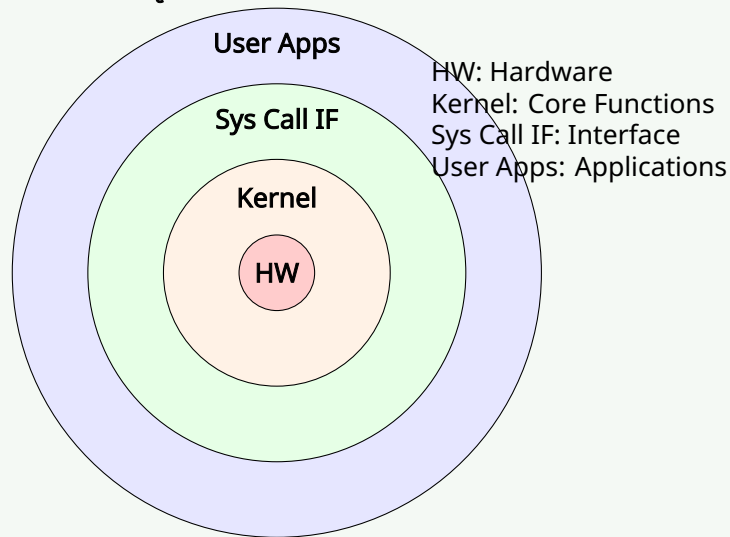 User Apps
Sys Call IF
Kernel
HW
HW: Hardware
Kernel: Core Functions
Sys Call IF: Interface
User Apps: Applications